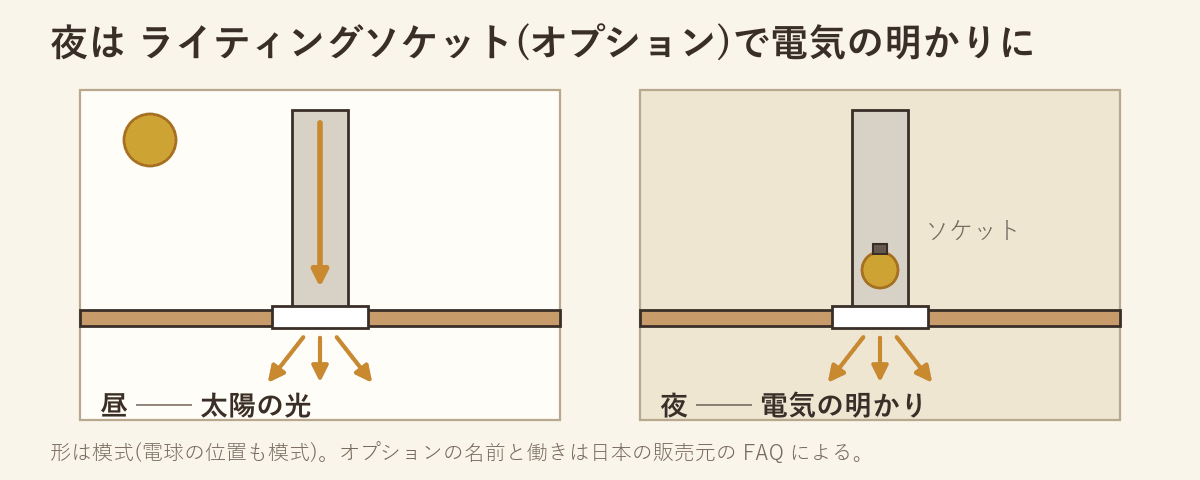 夜は ライティングソケット(オプション)で電気の明かりに
ソケット
昼 ―― 太陽の光
夜 ―― 電気の明かり
形は模式(電球の位置も模式)。オプションの名前と働きは日本の販売元の FAQ による。